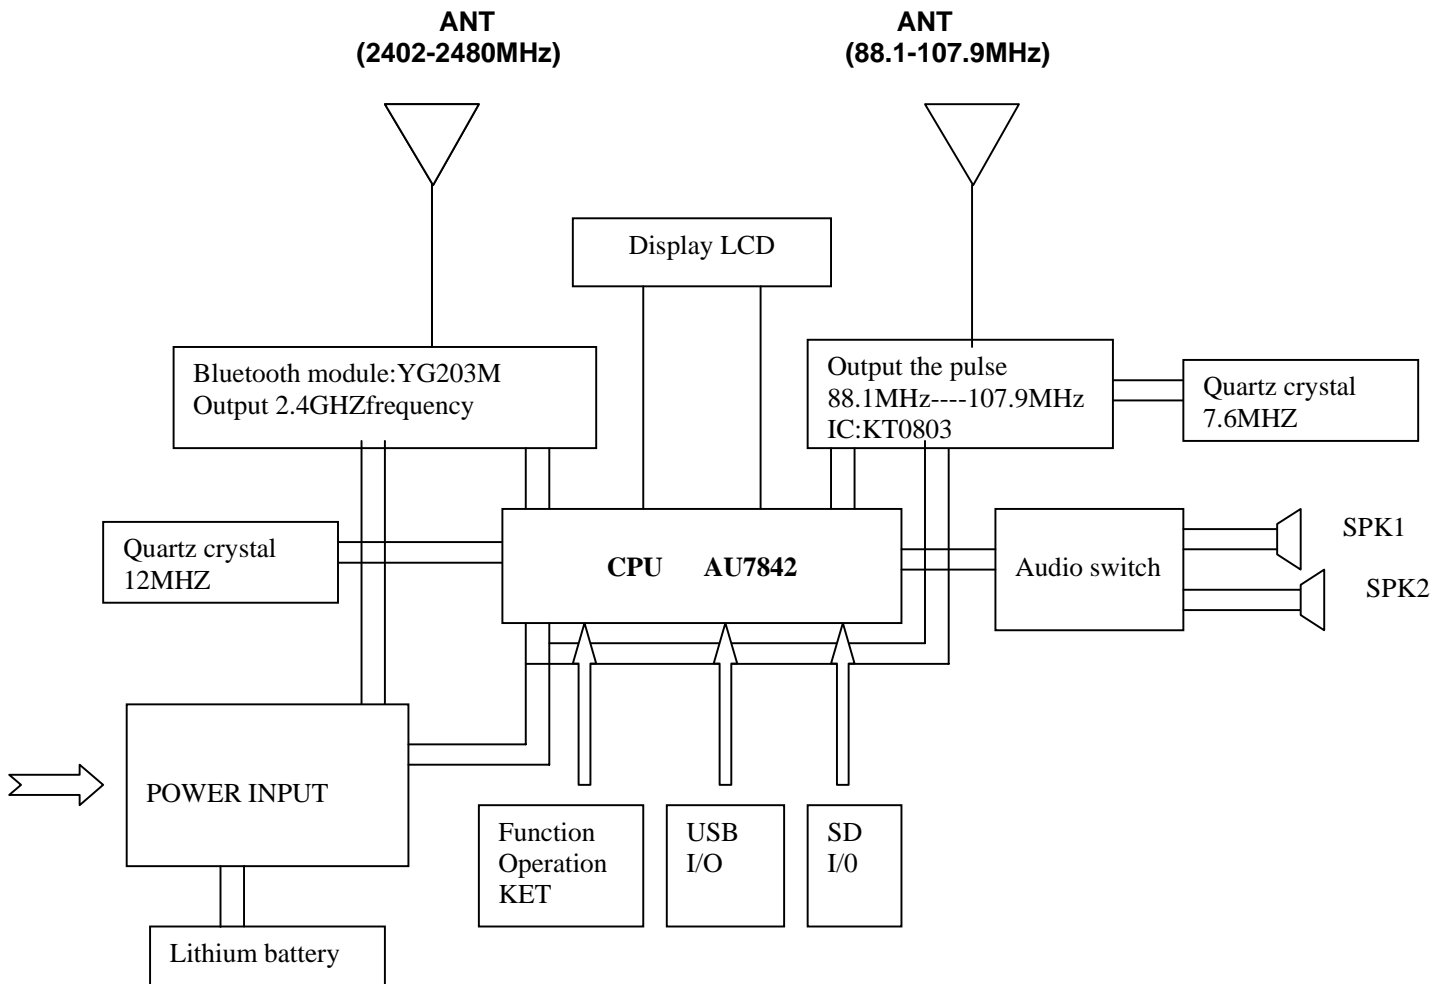 ANT
(2402-2480MHz)
ANT
(88.1-107.9MHz)
Display LCD
Bluetooth module:YG203M
Output 2.4GHZfrequency
Output the pulse
88.1MHz----107.9MHz
IC:KT0803
Quartz crystal
7.6MHZ
Quartz crystal
12MHZ
CPU AU7842
Audio switch
SPK1
SPK2
POWER INPUT
Function
Operation
KET
USB
I/O
SD
I/0
Lithium battery